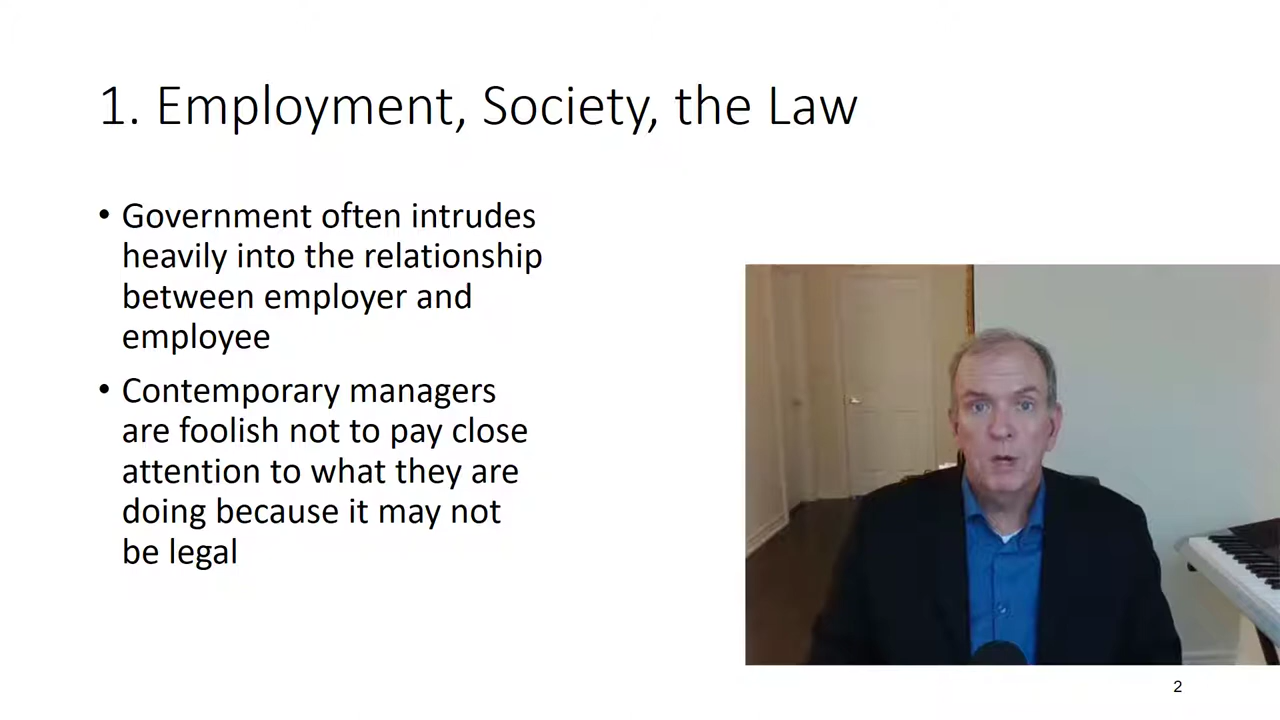 1. Employment, Society, the Law
• Government often intrudes
heavily into the relationship
between employer and
employee
• Contemporary managers
are foolish not to pay close
attention to what they are
doing because it may not
be legal
2